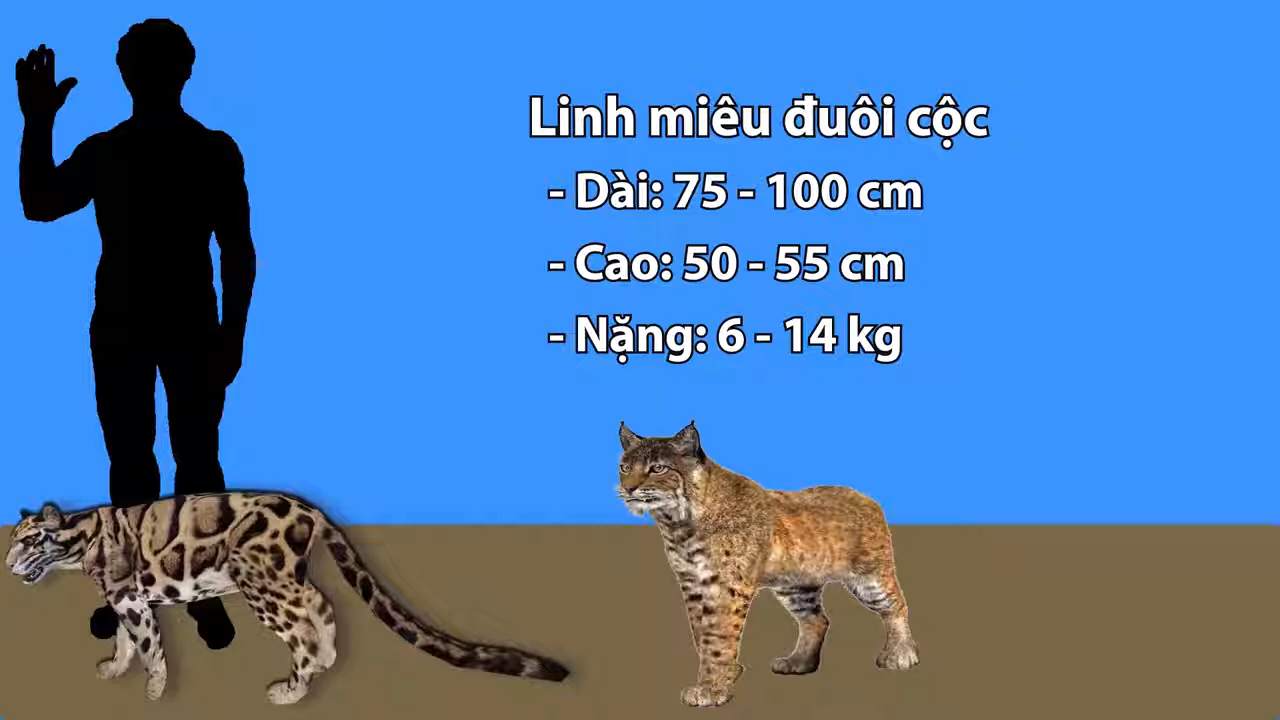 Linh miêu đuôi cộc
- Dài: 75 - 100 cm
- Cao: 50 - 55 cm
- Nặng: 6 - 14 kg